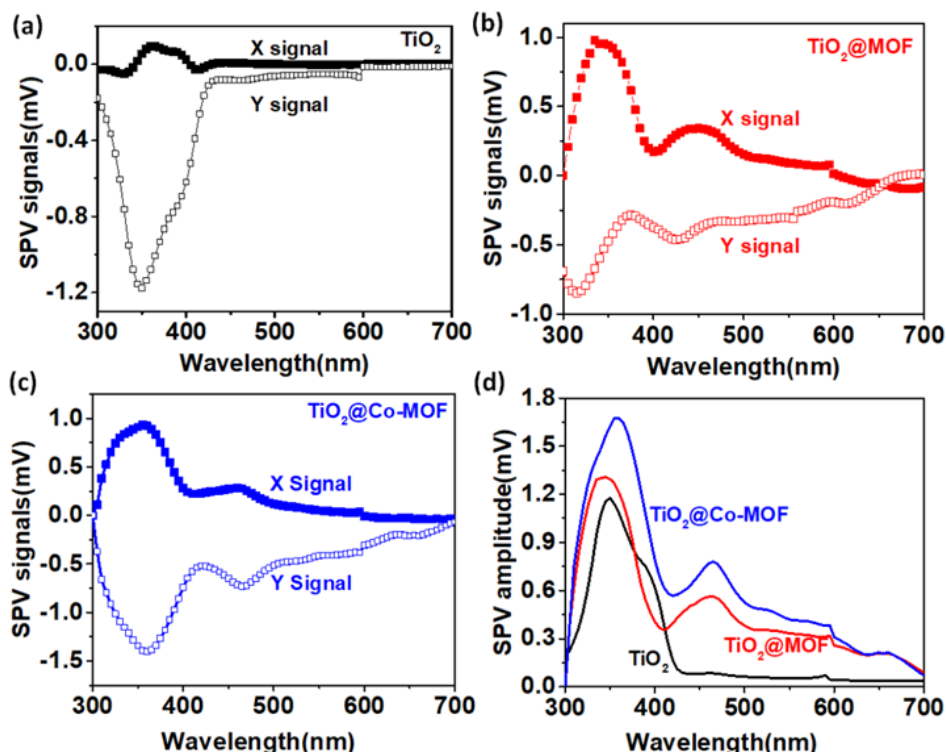 (a)
TiO2
X signal
Y signal
0.0
-0.4
-0.8
-1.2
SPV signals(mV)
300 400 500 600 700
Wavelength(nm)
(b)
TiO2@MOF
X signal
Y signal
1.0
0.5
0.0
-0.5
-1.0
SPV signals(mV)
300 400 500 600 700
Wavelength(nm)
(c)
TiO2@Co-MOF
X Signal
Y Signal
1.0
0.5
0.0
-0.5
-1.0
-1.5
SPV signals(mV)
300 400 500 600 700
Wavelength(nm)
(d)
TiO2@Co-MOF
TiO2@MOF
TiO2
1.8
1.5
1.2
0.9
0.6
0.3
0.0
SPV amplitude(mV)
300 400 500 600 700
Wavelength(nm)